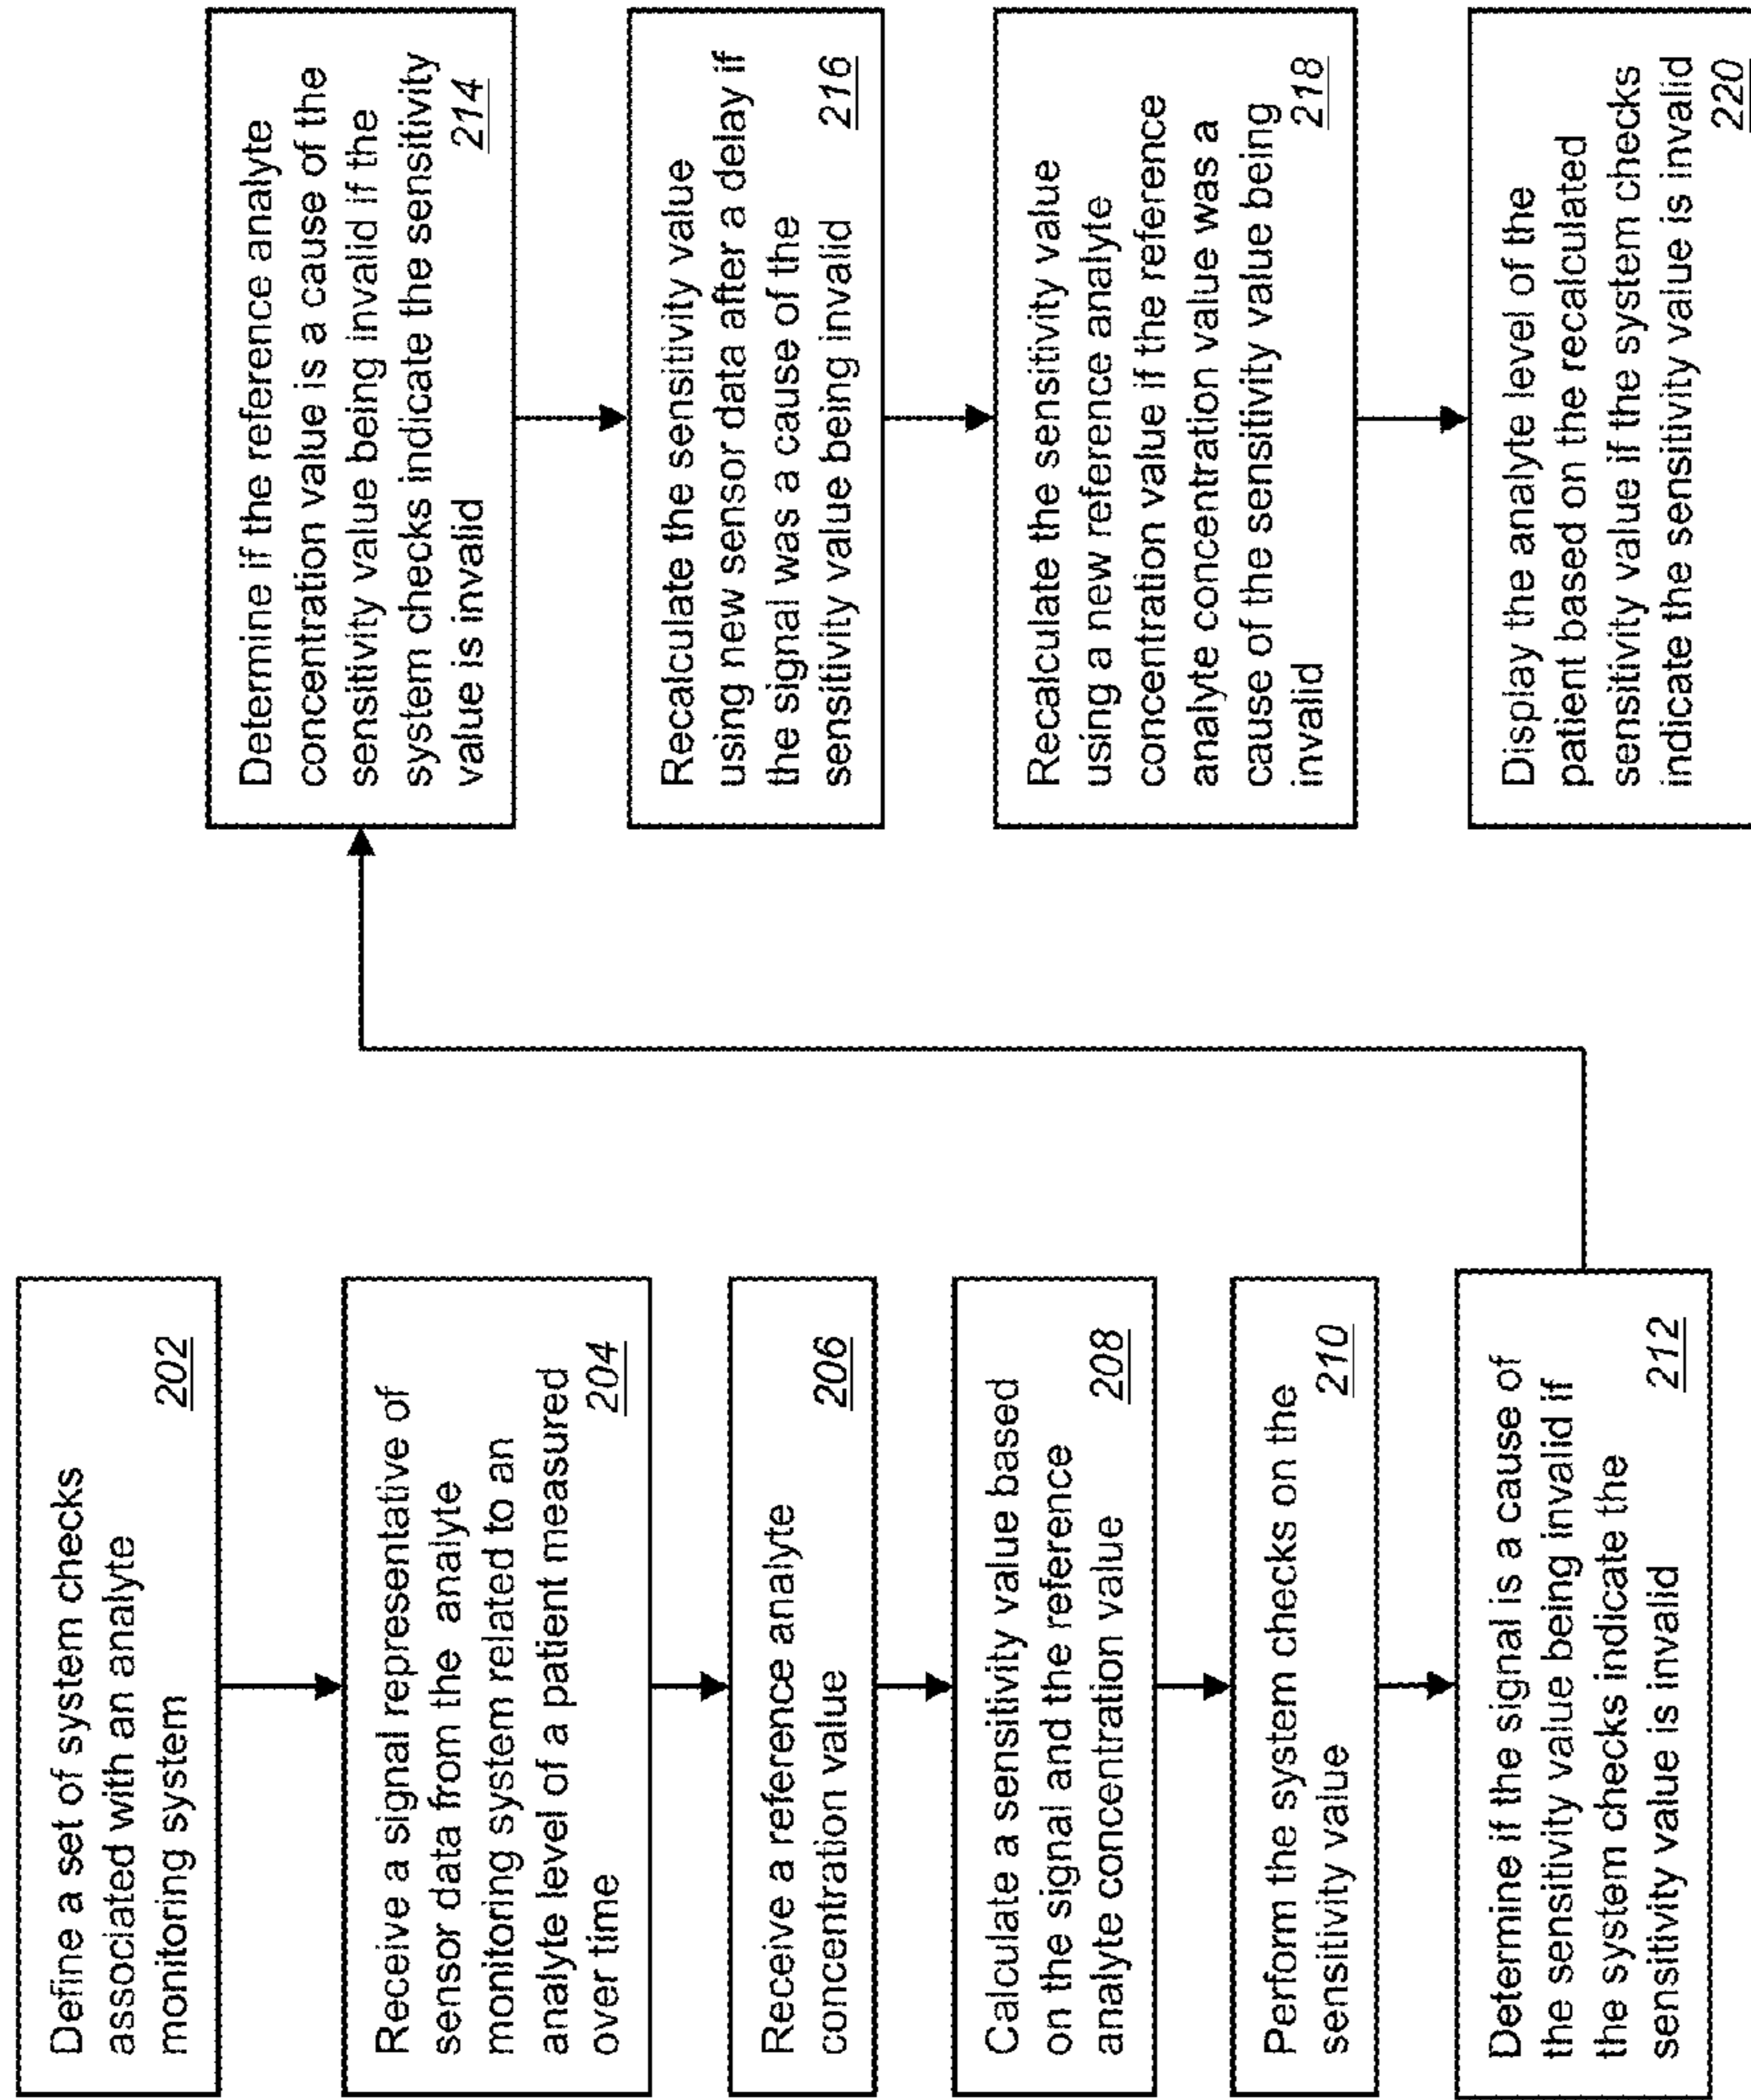 Define a set of system checks
associated with an analyte
monitoring system
202
Receive a signal representative of
sensor data from the analyte
monitoring system related to an
analyte level of a patient measured
over time
204
Receive a reference analyte
concentration value
206
Calculate a sensitivity value based
on the signal and the reference
analyte concentration value
208
Perform the system checks on the
sensitivity value
210
Determine if the signal is a cause of
the sensitivity value being invalid if
the system checks indicate the
sensitivity value is invalid
212
Determine if the reference analyte
concentration value is a cause of the
sensitivity value being invalid if the
system checks indicate the sensitivity
value is invalid
214
Recalculate the sensitivity value
using new sensor data after a delay if
the signal was a cause of the
sensitivity value being invalid
216
Recalculate the sensitivity value
using a new reference analyte
concentration value if the reference
analyte concentration value was a
cause of the sensitivity value being
invalid
218
Display the analyte level of the
patient based on the recalculated
sensitivity value if the system checks
indicate the sensitivity value is invalid
220